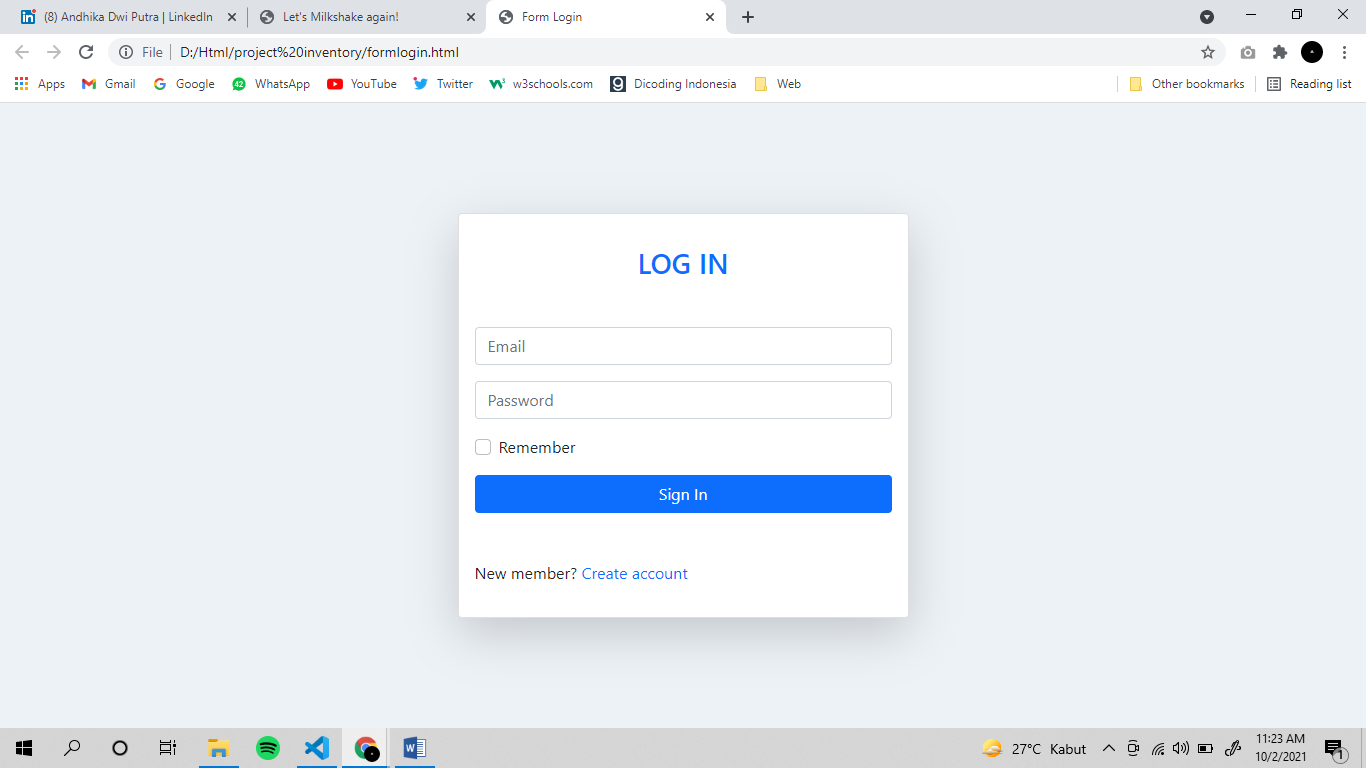 (8) Andhika Dwi Putra | LinkedIn
Let's Milkshake again!
Form Login
File
D:/Html/project%20inventory/formlogin.html
Apps
Gmail
Google
42
WhatsApp
YouTube
Twitter
w3schools.com
Dicoding Indonesia
Web
Other bookmarks
Reading list
LOG IN
Email
Password
Remember
Sign In
New member? Create account
27°C Kabut
11:23 AM
10/2/2021
1